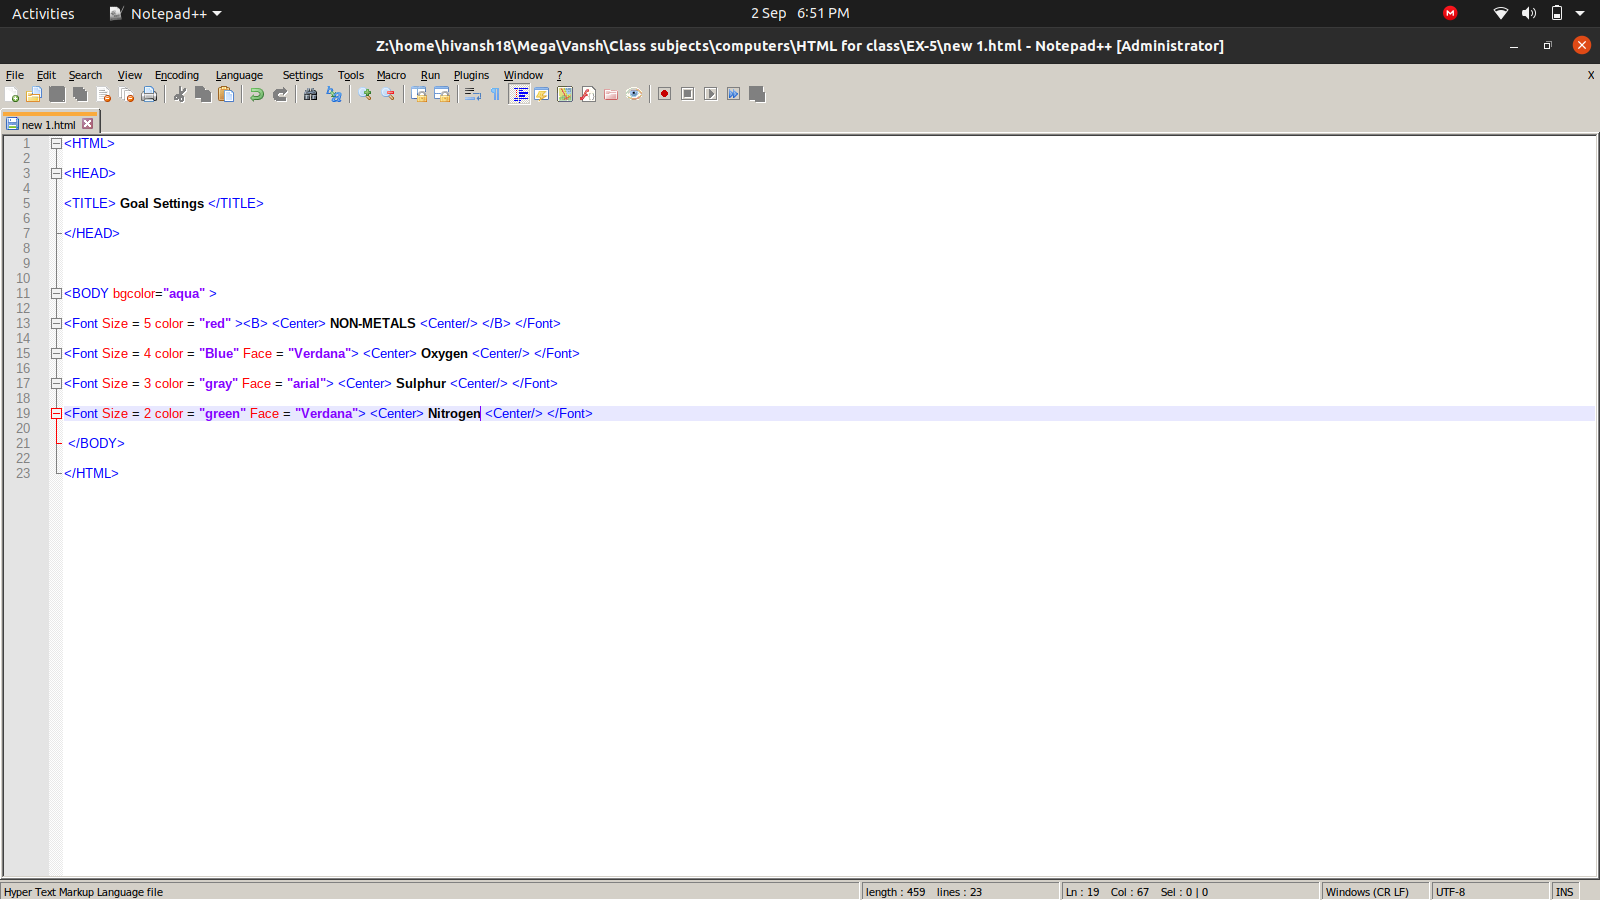 Activities Notepad++ 2 Sep 6:51 PM M
Z:\home\hivansh18\Mega\Vansh\Class subjects\computers\HTML for class\EX-5\new 1.html - Notepad++ [Administrator]
File Edit Search View Encoding Language Settings Tools Macro Run Plugins Window ? X
new 1.html
1 <HTML>
2
3 <HEAD>
4
5 <TITLE> Goal Settings </TITLE>
6
7 </HEAD>
8
9
10
11 <BODY bgcolor="aqua" >
12
13 <Font Size = 5 color = "red" ><B> <Center> NON-METALS <Center/> </B> </Font>
14
15 <Font Size = 4 color = "Blue" Face = "Verdana"> <Center> Oxygen <Center/> </Font>
16
17 <Font Size = 3 color = "gray" Face = "arial"> <Center> Sulphur <Center/> </Font>
18
19 <Font Size = 2 color = "green" Face = "Verdana"> <Center> Nitrogen <Center/> </Font>
20
21 </BODY>
22
23 </HTML>
Hyper Text Markup Language file length : 459 lines : 23 Ln : 19 Col : 67 Sel : 0 | 0 Windows (CR LF) UTF-8 INS